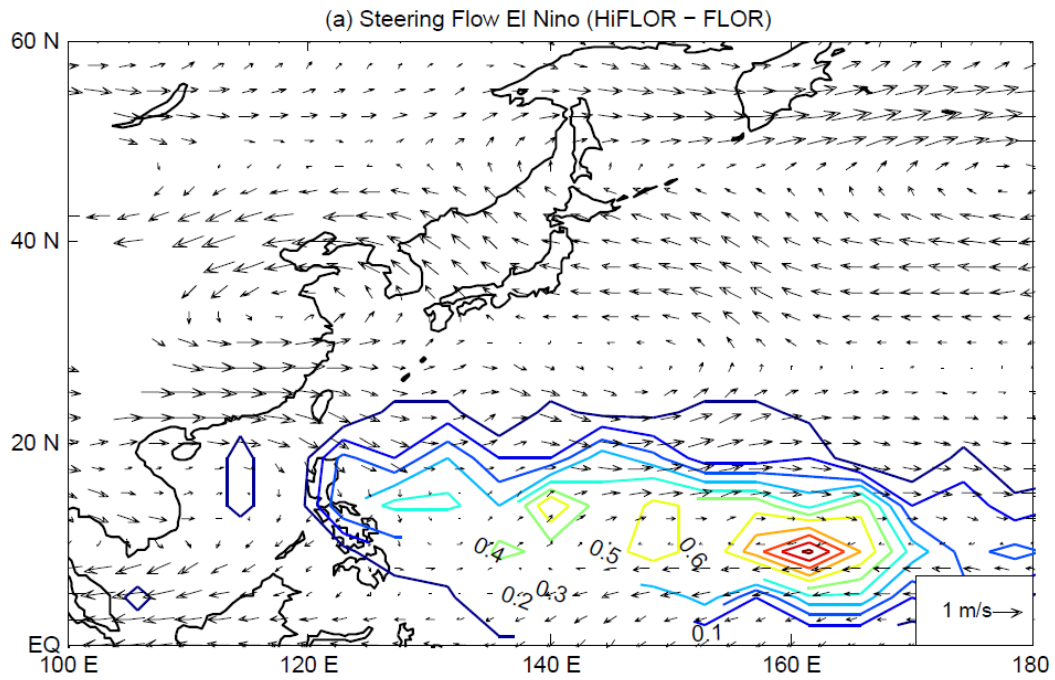 (a) Steering Flow El Nino (HiFLOR − FLOR)
60 N
40 N
20 N
EQ
0.4
0.5
0.6
0.2
0.3
0.1
1 m/s
100 E
120 E
140 E
160 E
180